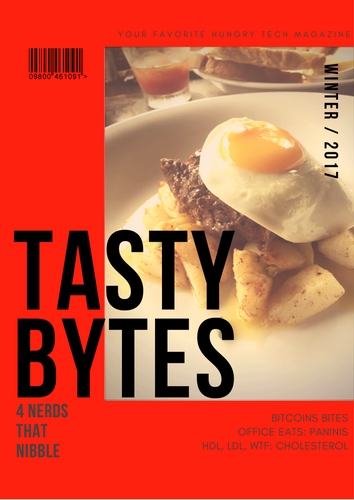 YOUR FAVORITE HUNGRY TECH MAGAZINE
09800 461091 >
WINTER / 2017
TASTY
BYTES
4 NERDS
THAT
NIBBLE
BITCOINS BITES
OFFICE EATS: PANINIS
HDL, LDL, WTF: CHOLESTEROL